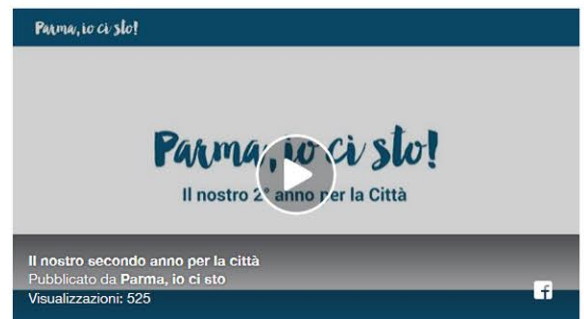 Parma, io ci sto!
Parma, io ci sto!
Il nostro 2° anno per la Città
Il nostro secondo anno per la città
Pubblicato da Parma, io ci sto
Visualizzazioni: 525